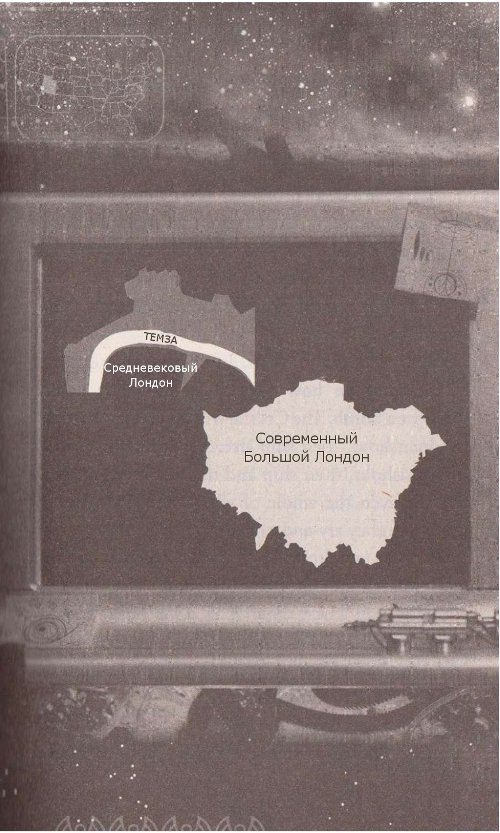 ТЕМЗА
Средневековый
Лондон
Современный
Большой Лондон